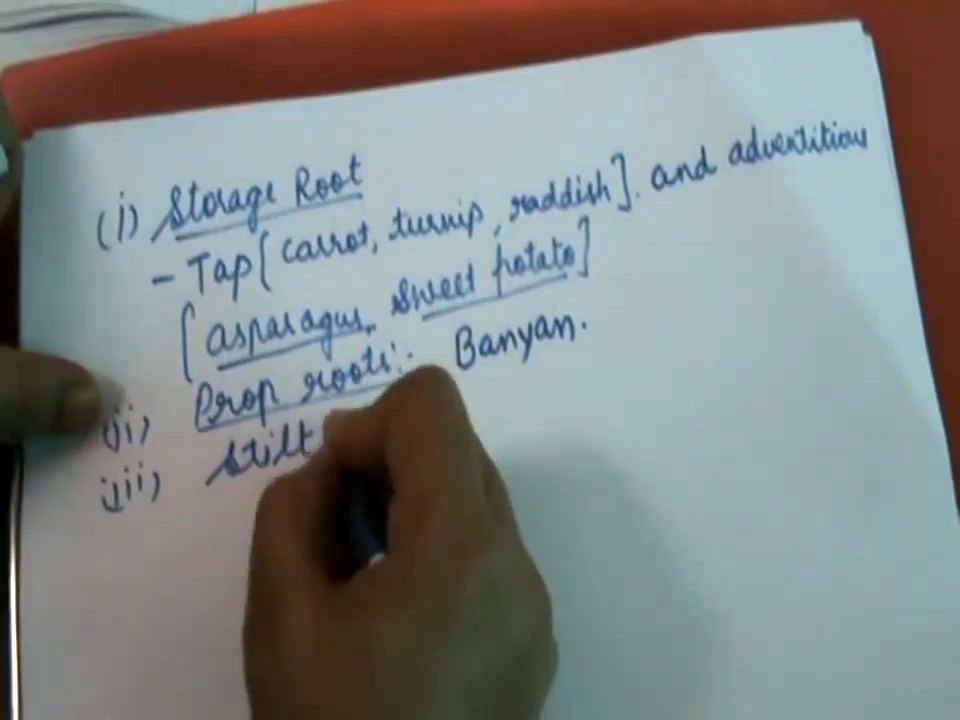 (i) Storage Root
- Tap [carrot, turnip, raddish]. and adventitious
[asparagus, sweet potato]
(ii) Prop roots:- Banyan.
iii) stilt